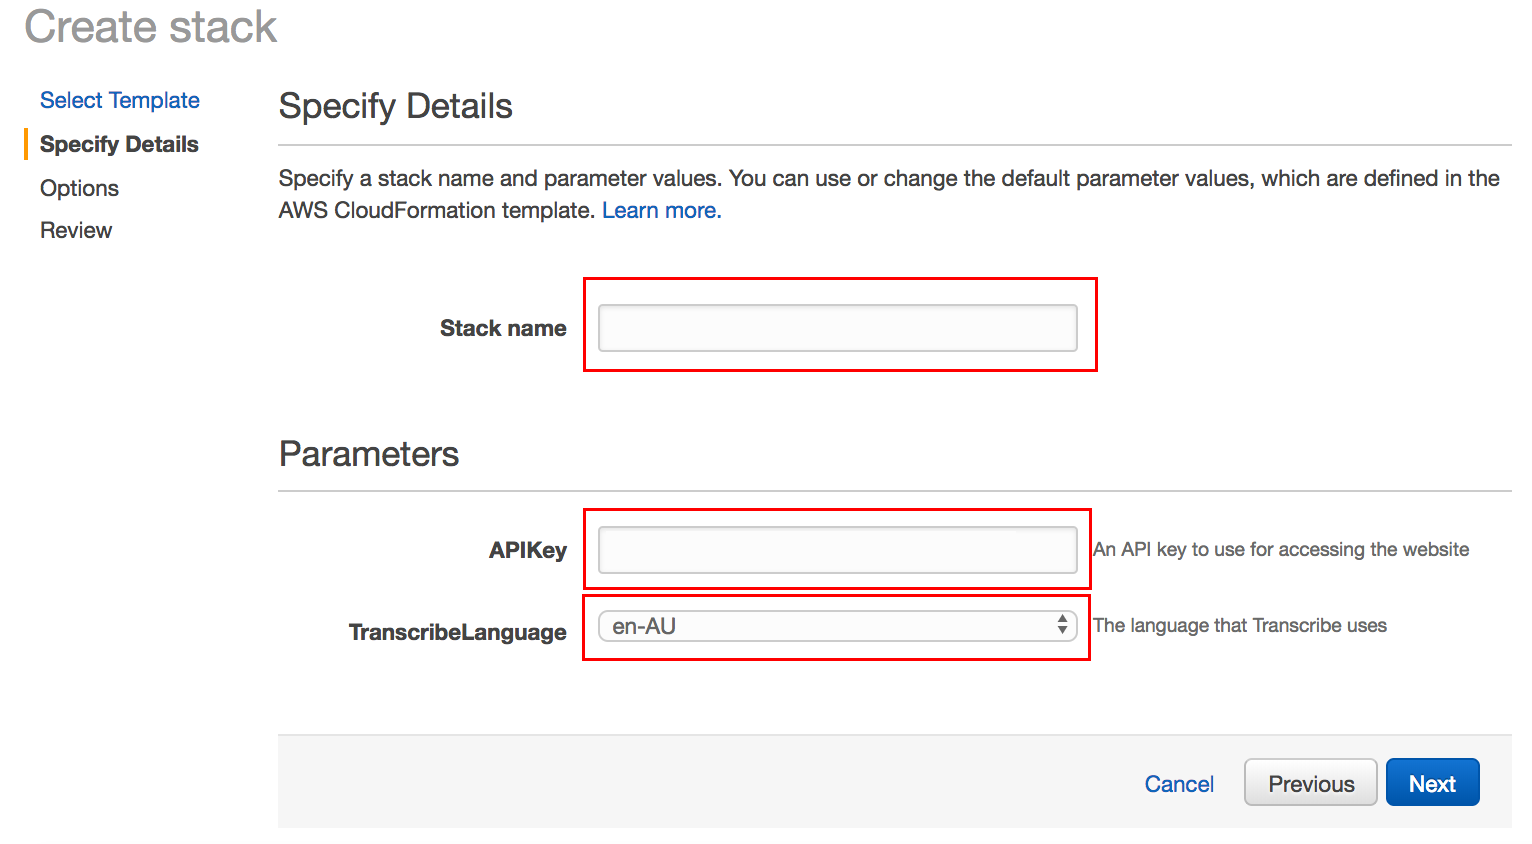 Create stack
Select Template
Specify Details
Options
Review
Specify Details
Specify a stack name and parameter values. You can use or change the default parameter values, which are defined in the
AWS CloudFormation template. Learn more.
Stack name
Parameters
APIKey
An API key to use for accessing the website
TranscribeLanguage
en-AU
The language that Transcribe uses
Cancel
Previous
Next